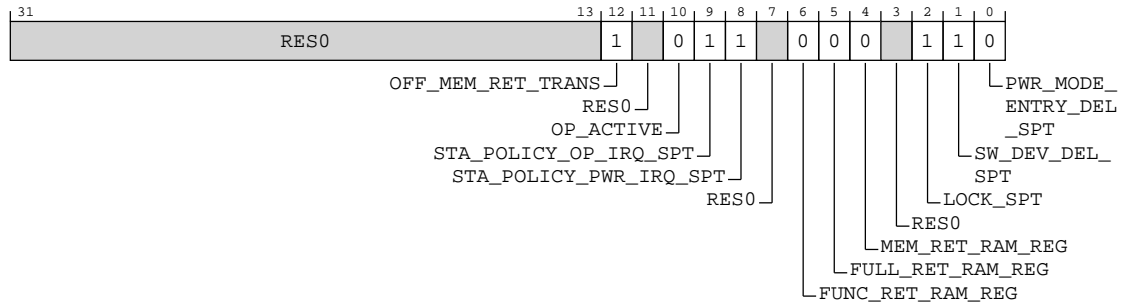 31 13 12 11 10 9 8 7 6 5 4 3 2 1 0
RES0 1 0 1 1 0 0 0 1 1 0
OFF_MEM_RET_TRANS PWR_MODE_
RES0 ENTRY_DEL
OP_ACTIVE _SPT
STA_POLICY_OP_IRQ_SPT SW_DEV_DEL_
STA_POLICY_PWR_IRQ_SPT SPT
RES0 LOCK_SPT
RES0
MEM_RET_RAM_REG
FULL_RET_RAM_REG
FUNC_RET_RAM_REG